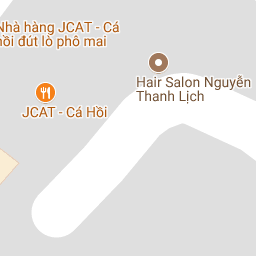 Nhà hàng JCAT - Cá
hồi đút lò phô mai
Hair Salon Nguyễn
Thanh Lịch
JCAT - Cá Hồi